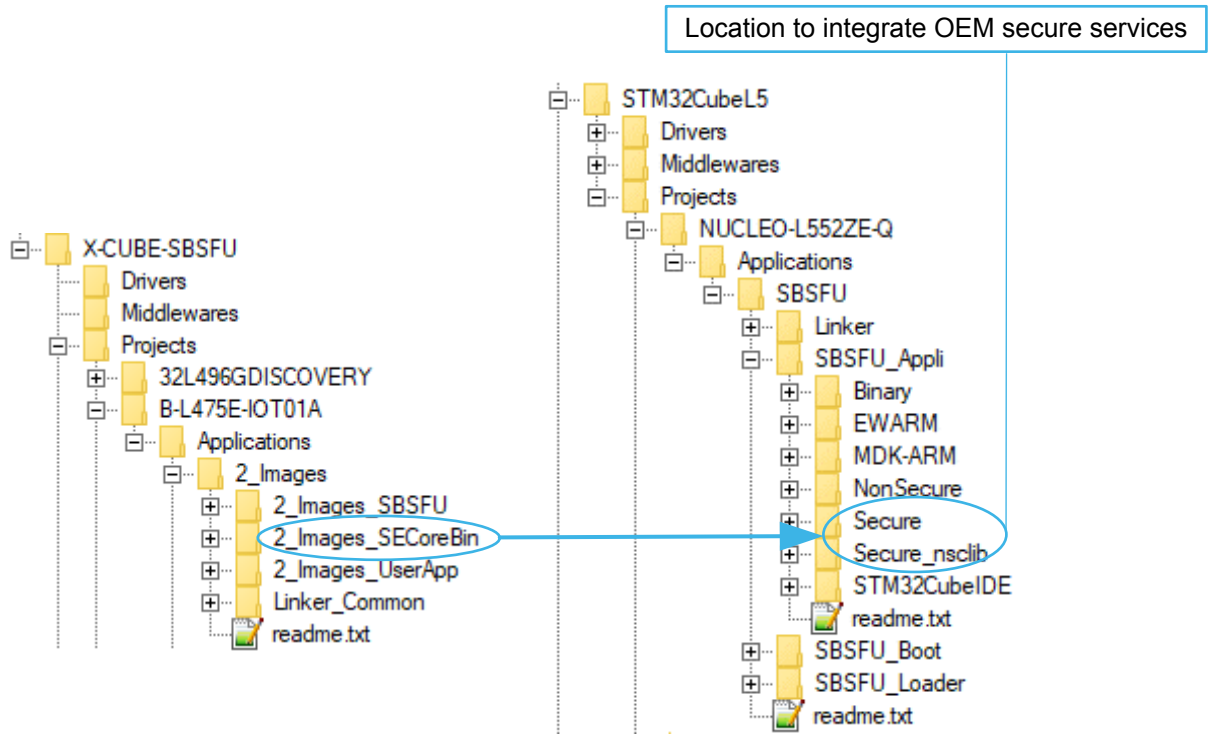 Location to integrate OEM secure services
X-CUBE-SBSFU
Drivers
Middlewares
Projects
32L496GDISCOVERY
B-L475E-IOT01A
Applications
2_Images
2_Images_SBSFU
2_Images_SECoreBin
2_Images_UserApp
Linker_Common
readme.txt
STM32CubeL5
Drivers
Middlewares
Projects
NUCLEO-L552ZE-Q
Applications
SBSFU
Linker
SBSFU_Appli
Binary
EWARM
MDK-ARM
NonSecure
Secure
Secure_nsclib
STM32CubeIDE
readme.txt
SBSFU_Boot
SBSFU_Loader
readme.txt